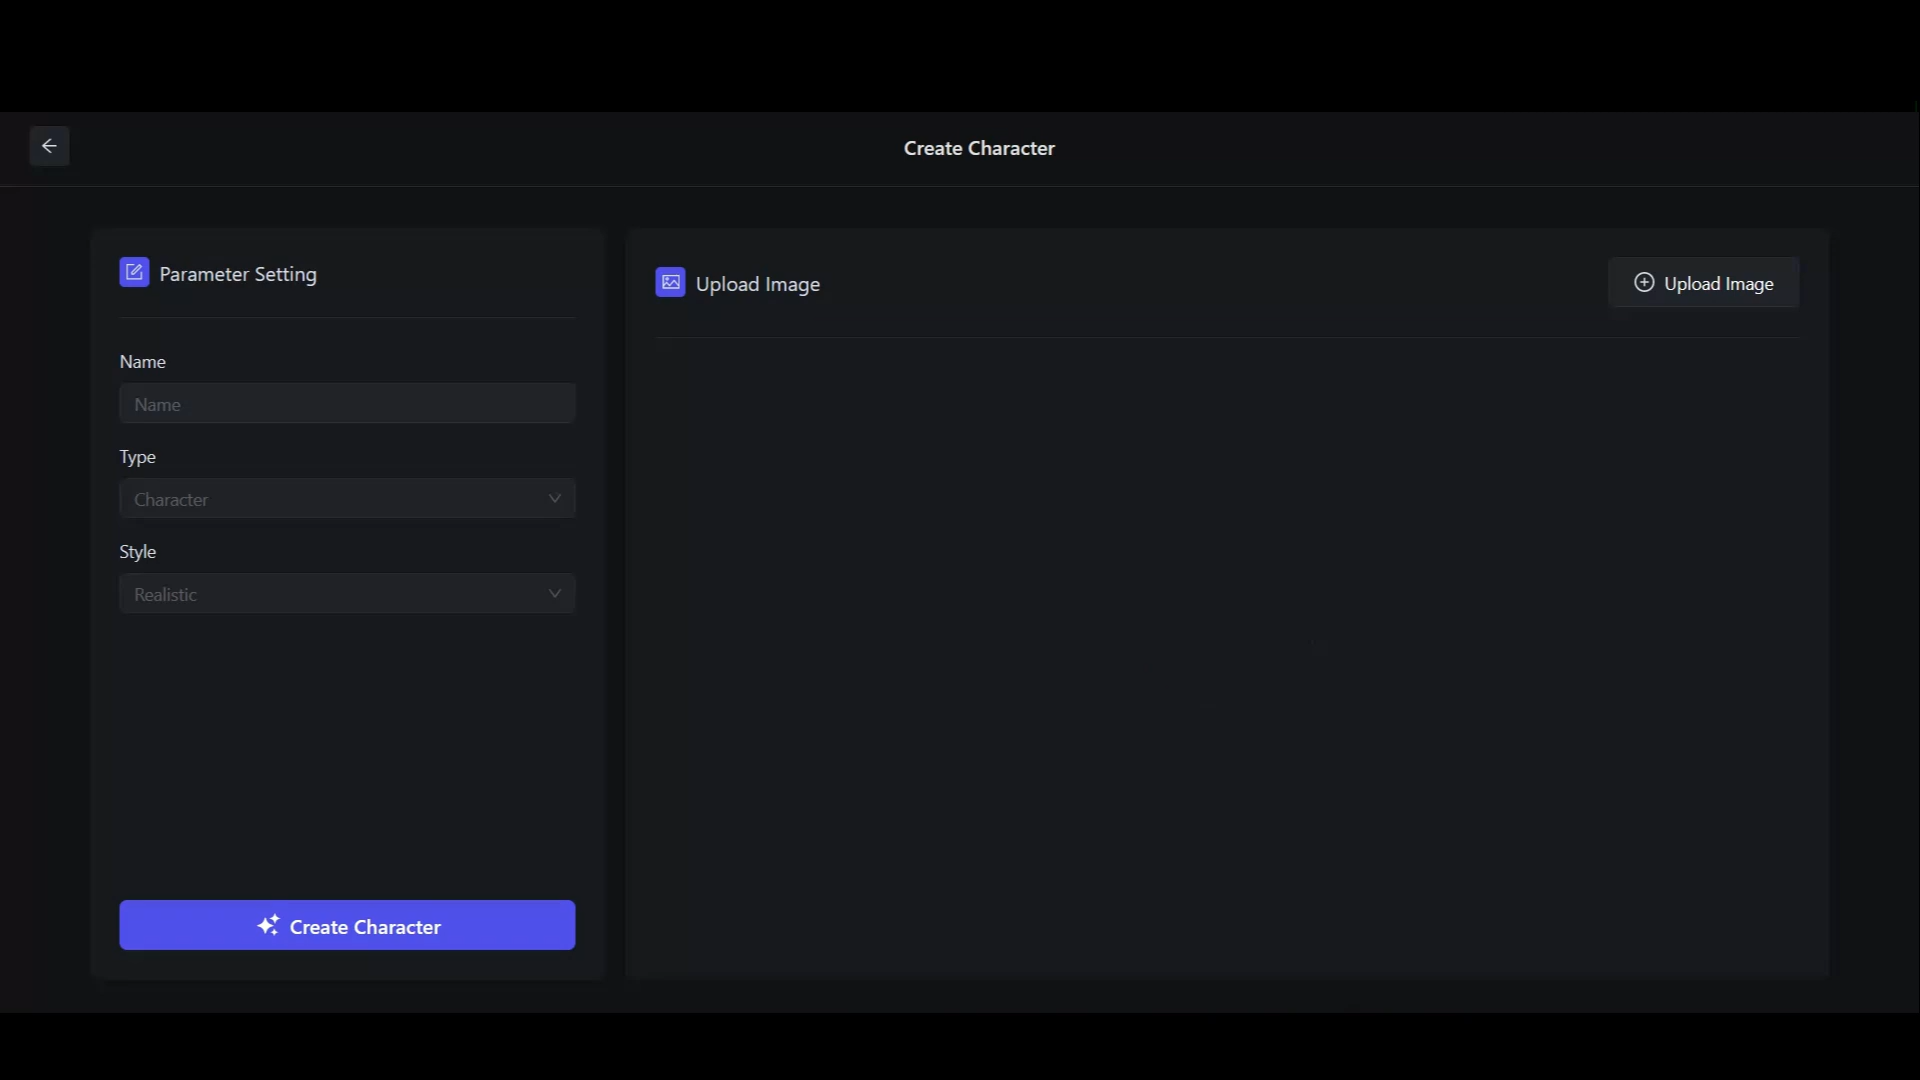 Create Character
Parameter Setting
Name
Name
Type
Character
Style
Realistic
Create Character
Upload Image
Upload Image